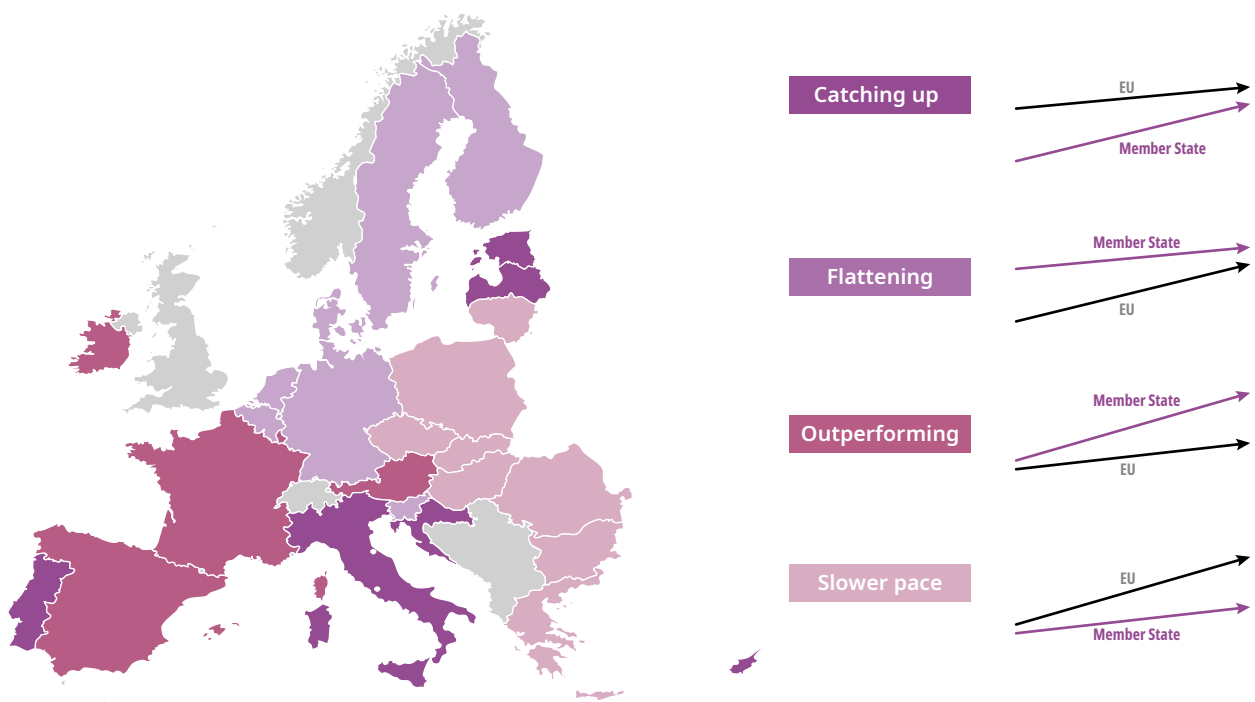 Catching up
EU
Member State
Flattening
Member State
EU
Outperforming
Member State
EU
Slower pace
EU
Member State